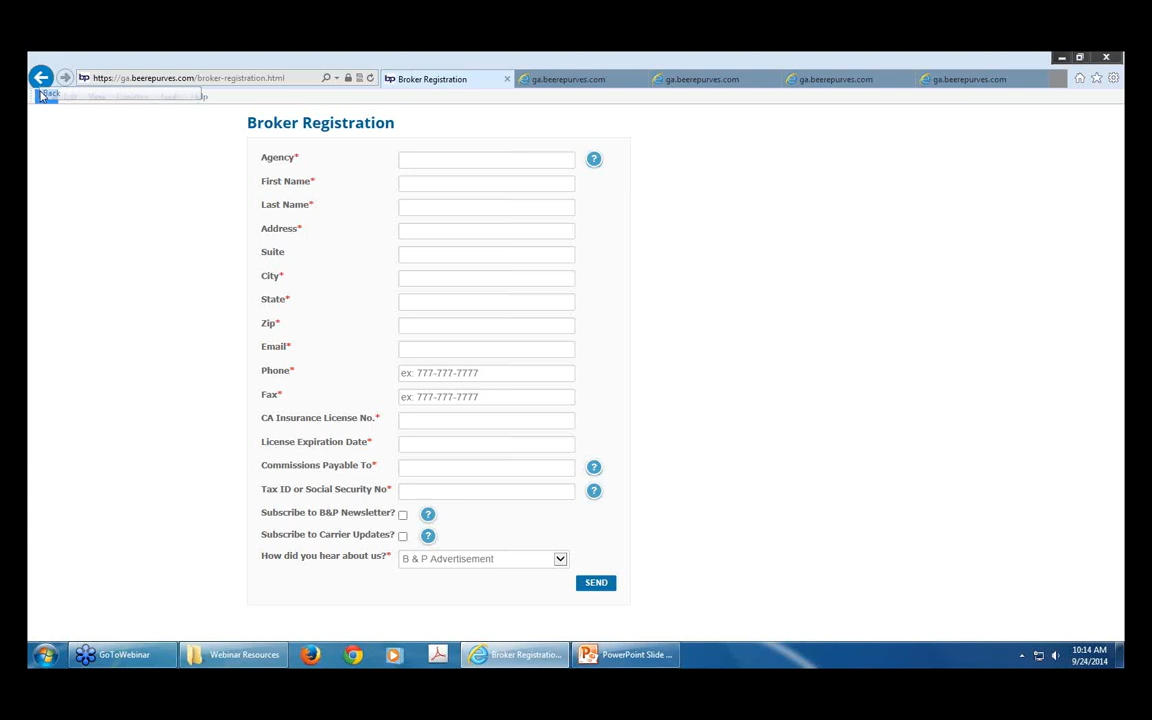 https://ga.beerepurves.com/broker-registration.html
bp Broker Registration
ga.beerepurves.com
ga.beerepurves.com
ga.beerepurves.com
ga.beerepurves.com
Back
Broker Registration
Agency* ?
First Name*
Last Name*
Address*
Suite
City*
State*
Zip*
Email*
Phone* ex: 777-777-7777
Fax* ex: 777-777-7777
CA Insurance License No.*
License Expiration Date*
Commissions Payable To* ?
Tax ID or Social Security No* ?
Subscribe to B&P Newsletter? ?
Subscribe to Carrier Updates? ?
How did you hear about us?* B & P Advertisement
SEND
GoToWebinar
Webinar Resources
Broker Registratio...
PowerPoint Slide ...
10:14 AM
9/24/2014